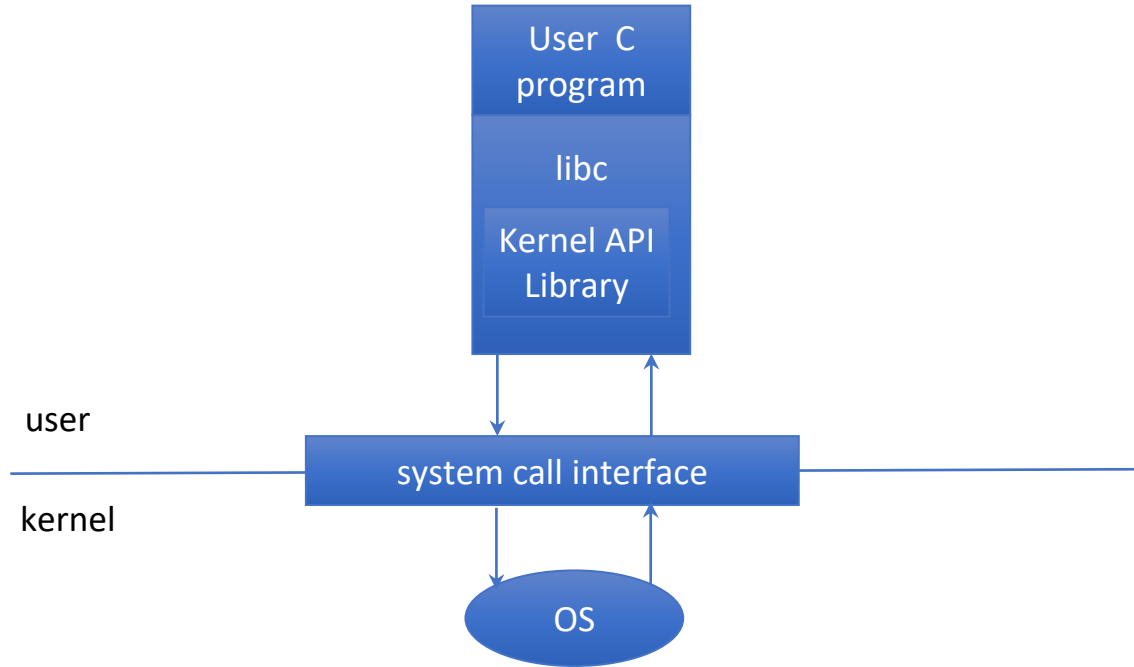 User C
program
libc
Kernel API
Library
user
system call interface
kernel
OS